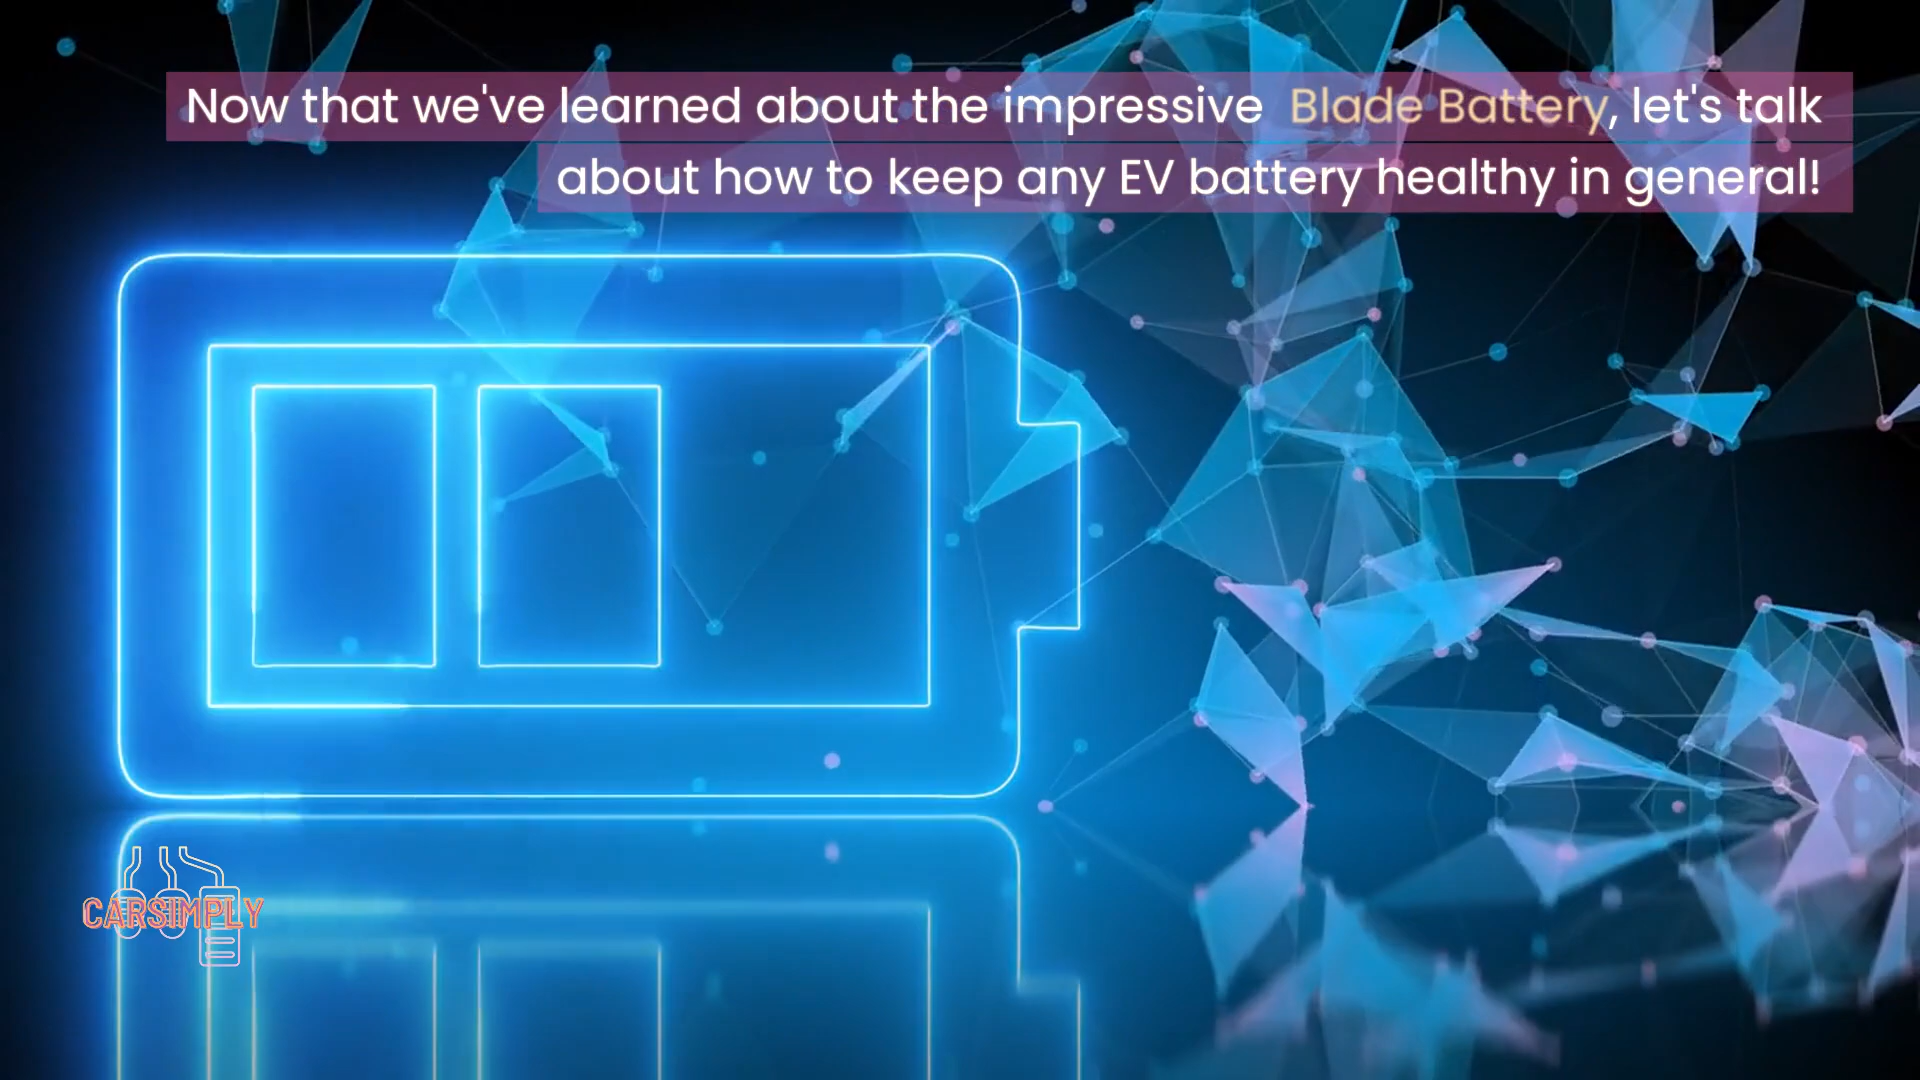 Now that we've learned about the impressive Blade Battery, let's talk
about how to keep any EV battery healthy in general!
CARSIMPLY